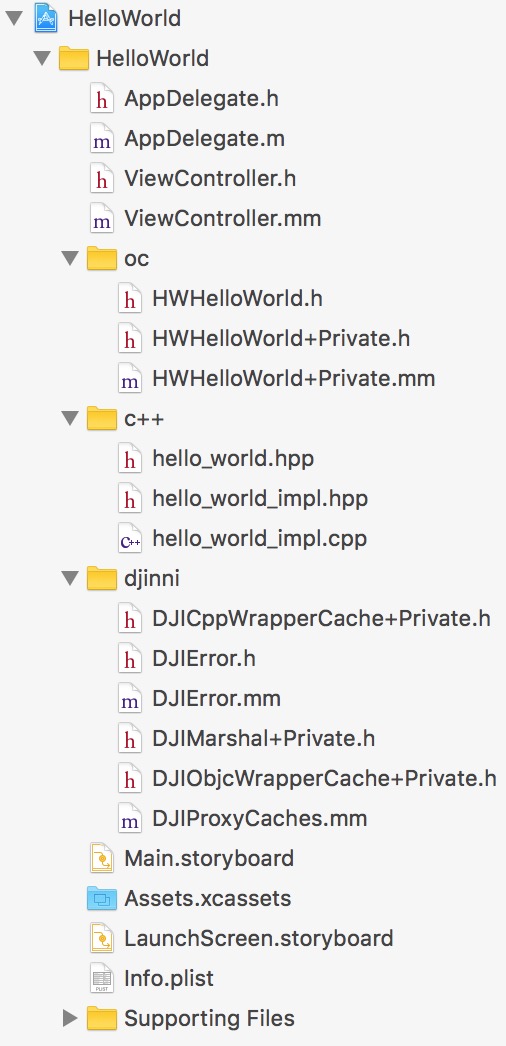 HelloWorld
HelloWorld
h AppDelegate.h
m AppDelegate.m
h ViewController.h
m ViewController.mm
oc
h HWHelloWorld.h
h HWHelloWorld+Private.h
m HWHelloWorld+Private.mm
c++
h hello_world.hpp
h hello_world_impl.hpp
C++ hello_world_impl.cpp
djinni
h DJICppWrapperCache+Private.h
h DJIError.h
m DJIError.mm
h DJIMarshal+Private.h
h DJIObjcWrapperCache+Private.h
m DJIProxyCaches.mm
Main.storyboard
Assets.xcassets
LaunchScreen.storyboard
PLIST Info.plist
Supporting Files